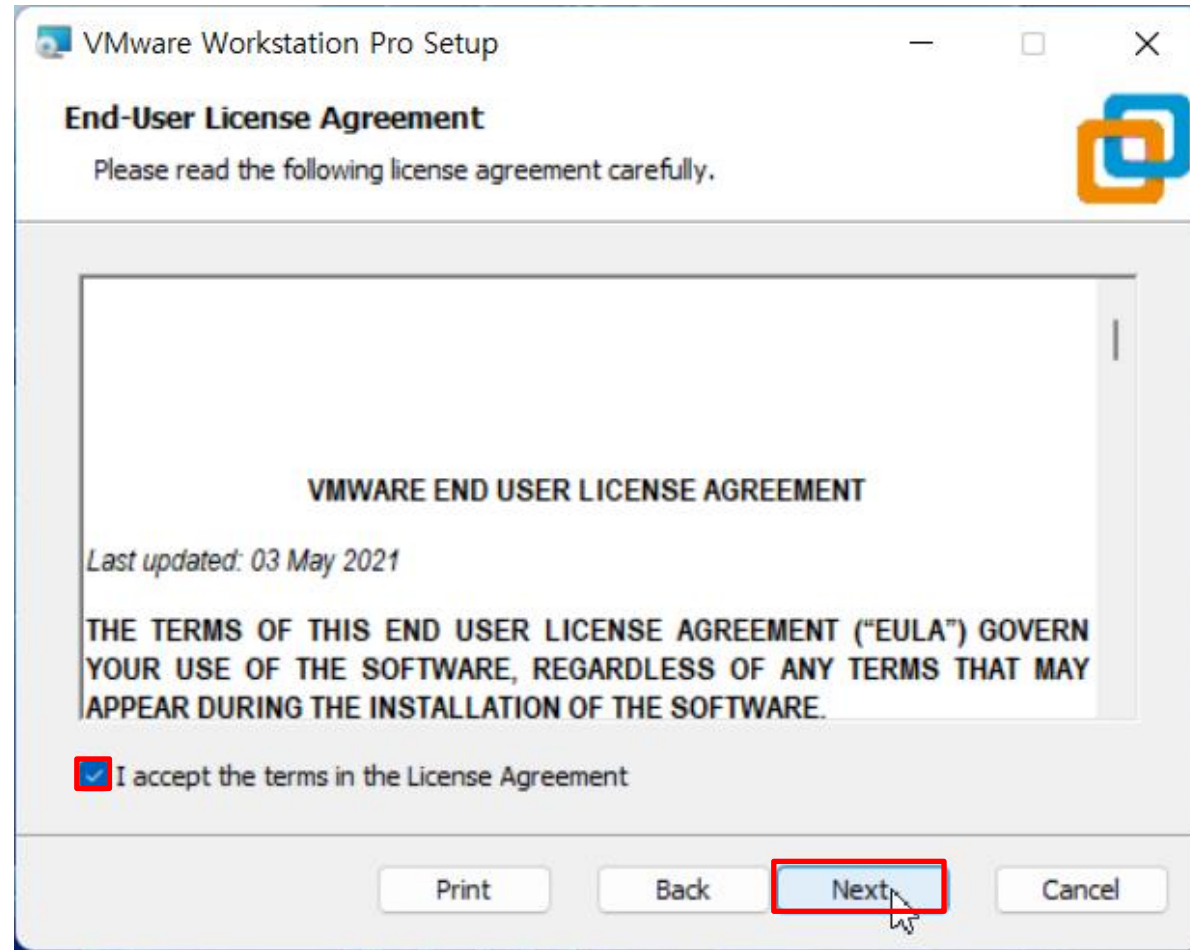 VMware Workstation Pro Setup
End-User License Agreement
Please read the following license agreement carefully.
VMWARE END USER LICENSE AGREEMENT
Last updated: 03 May 2021
THE TERMS OF THIS END USER LICENSE AGREEMENT (“EULA”) GOVERN
YOUR USE OF THE SOFTWARE, REGARDLESS OF ANY TERMS THAT MAY
APPEAR DURING THE INSTALLATION OF THE SOFTWARE.
I accept the terms in the License Agreement
Print Back Next Cancel